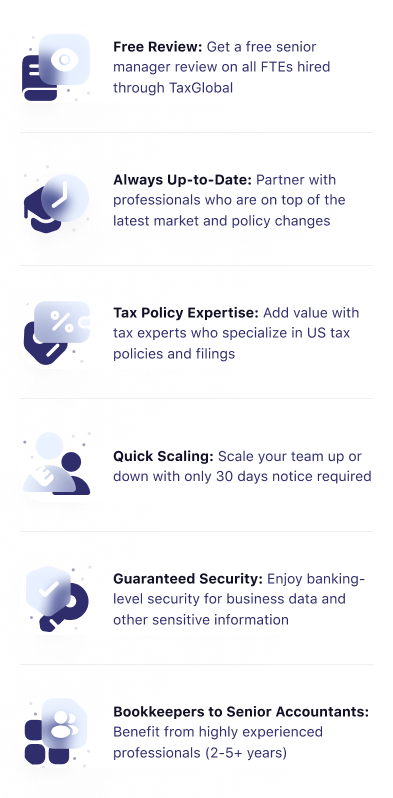 Free Review: Get a free senior
manager review on all FTEs hired
through TaxGlobal
Always Up-to-Date: Partner with
professionals who are on top of the
latest market and policy changes
Tax Policy Expertise: Add value with
tax experts who specialize in US tax
policies and filings
Quick Scaling: Scale your team up or
down with only 30 days notice required
Guaranteed Security: Enjoy banking-
level security for business data and
other sensitive information
Bookkeepers to Senior Accountants:
Benefit from highly experienced
professionals (2-5+ years)